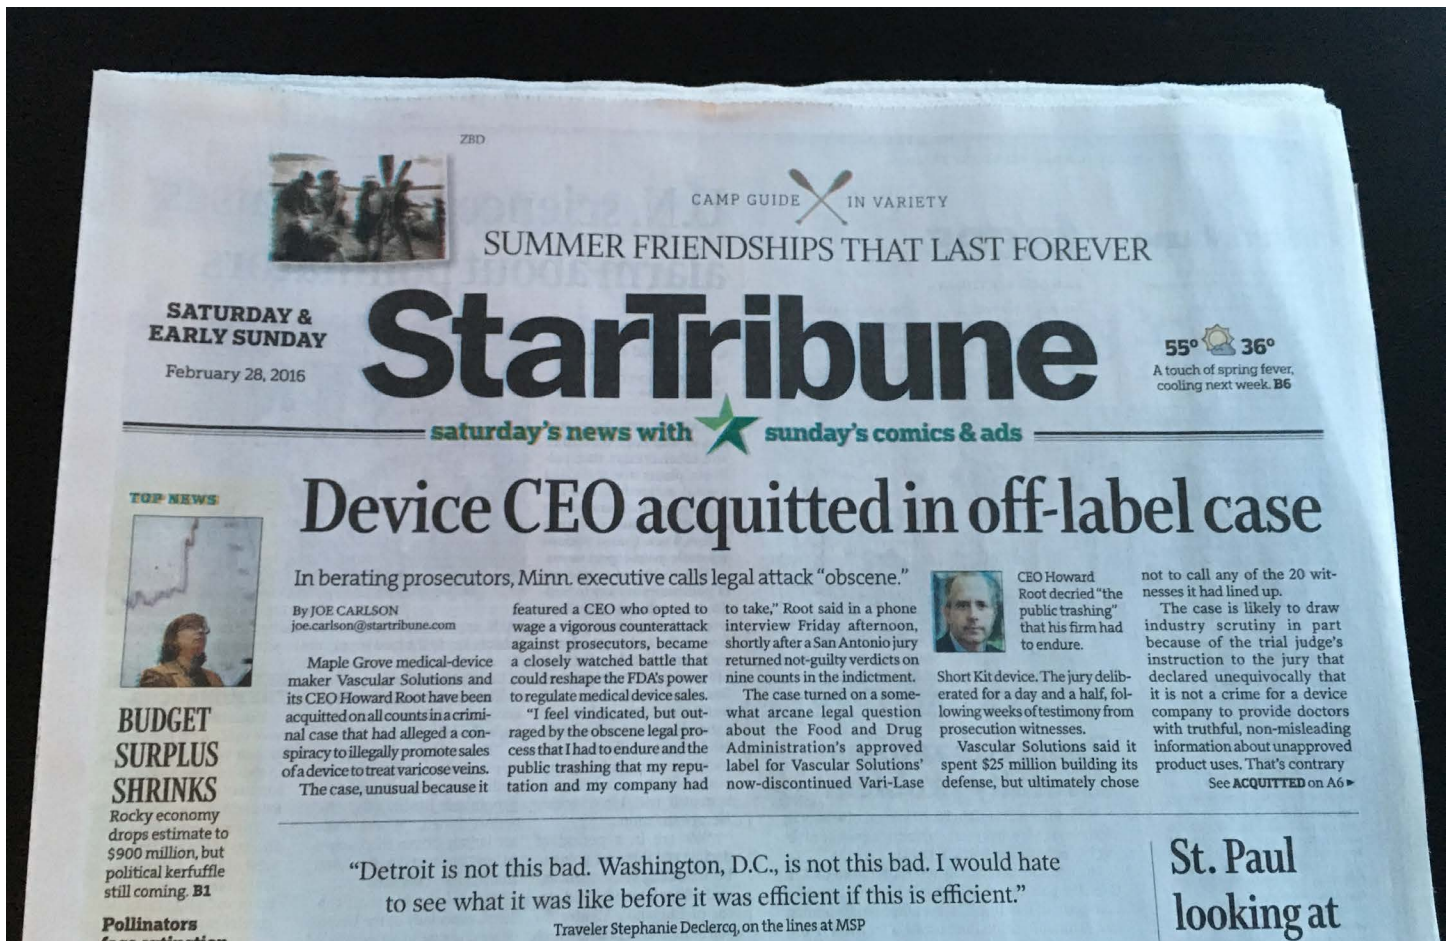 ZBD
CAMP GUIDE IN VARIETY
SUMMER FRIENDSHIPS THAT LAST FOREVER
SATURDAY &
EARLY SUNDAY
February 28, 2016
StarTribune
55° 36°
A touch of spring fever,
cooling next week. B6
saturday's news with sunday's comics & ads
TOP NEWS
BUDGET
SURPLUS
SHRINKS
Rocky economy
drops estimate to
$900 million, but
political kerfuffle
still coming. B1
Pollinators
Device CEO acquitted in off-label case
In berating prosecutors, Minn. executive calls legal attack “obscene.”
By JOE CARLSON
joe.carlson@startribune.com
Maple Grove medical-device
maker Vascular Solutions and
its CEO Howard Root have been
acquitted on all counts in a crimi-
nal case that had alleged a con-
spiracy to illegally promote sales
of a device to treat varicose veins.
The case, unusual because it
featured a CEO who opted to
wage a vigorous counterattack
against prosecutors, became
a closely watched battle that
could reshape the FDA's power
to regulate medical device sales.
“I feel vindicated, but out-
raged by the obscene legal pro-
cess that I had to endure and the
public trashing that my repu-
tation and my company had
to take,” Root said in a phone
interview Friday afternoon,
shortly after a San Antonio jury
returned not-guilty verdicts on
nine counts in the indictment.
The case turned on a some-
what arcane legal question
about the Food and Drug
Administration's approved
label for Vascular Solutions'
now-discontinued Vari-Lase
CEO Howard
Root decried “the
public trashing”
that his firm had
to endure.
Short Kit device. The jury delib-
erated for a day and a half, fol-
lowing weeks of testimony from
prosecution witnesses.
Vascular Solutions said it
spent $25 million building its
defense, but ultimately chose
not to call any of the 20 wit-
nesses it had lined up.
The case is likely to draw
industry scrutiny in part
because of the trial judge's
instruction to the jury that
declared unequivocally that
it is not a crime for a device
company to provide doctors
with truthful, non-misleading
information about unapproved
product uses. That's contrary
See ACQUITTED on A6 ►
“Detroit is not this bad. Washington, D.C., is not this bad. I would hate
to see what it was like before it was efficient if this is efficient.”
Traveler Stephanie Declercq, on the lines at MSP
St. Paul
looking at